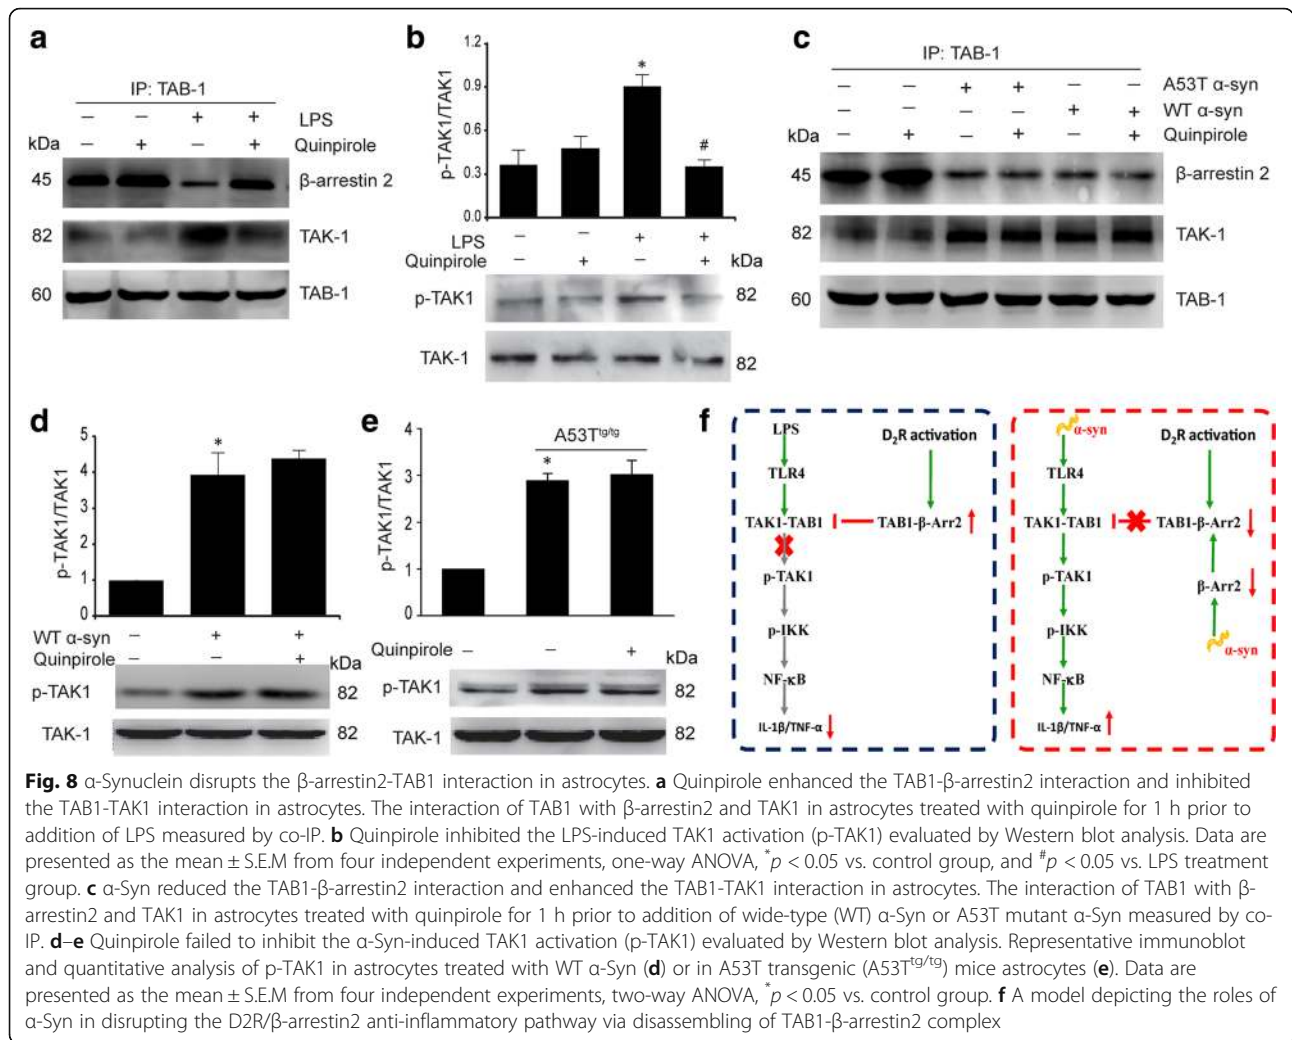 a
IP: TAB-1
– – + + LPS
kDa – + – + Quinpirole
45 β-arrestin 2
82 TAK-1
60 TAB-1
b
p-TAK1/TAK1
1.2
0.9
0.6
0.3
0.0
*
#
LPS – – + +
Quinpirole – + – + kDa
p-TAK1 82
TAK-1 82
c
IP: TAB-1
– – + + – – A53T α-syn
– – – – + + WT α-syn
kDa – + – + – + Quinpirole
45 β-arrestin 2
82 TAK-1
60 TAB-1
d
p-TAK1/TAK1
5
4
3
2
1
0
*
WT α-syn – + +
Quinpirole – – + kDa
p-TAK1 82
TAK-1 82
e
p-TAK1/TAK1
4
3
2
1
0
A53Ttg/tg
*
Quinpirole – – + kDa
p-TAK1 82
TAK-1 82
f
LPS
D2R activation
TLR4
TAK1-TAB1
TAB1-β-Arr2
p-TAK1
p-IKK
NF-κB
IL-1β/TNF-α
α-syn
D2R activation
TLR4
TAK1-TAB1
TAB1-β-Arr2
p-TAK1
β-Arr2
p-IKK
α-syn
NF-κB
IL-1β/TNF-α
Fig. 8 α-Synuclein disrupts the β-arrestin2-TAB1 interaction in astrocytes. a Quinpirole enhanced the TAB1-β-arrestin2 interaction and inhibited
the TAB1-TAK1 interaction in astrocytes. The interaction of TAB1 with β-arrestin2 and TAK1 in astrocytes treated with quinpirole for 1 h prior to
addition of LPS measured by co-IP. b Quinpirole inhibited the LPS-induced TAK1 activation (p-TAK1) evaluated by Western blot analysis. Data are
presented as the mean ± S.E.M from four independent experiments, one-way ANOVA, *p < 0.05 vs. control group, and #p < 0.05 vs. LPS treatment
group. c α-Syn reduced the TAB1-β-arrestin2 interaction and enhanced the TAB1-TAK1 interaction in astrocytes. The interaction of TAB1 with β-
arrestin2 and TAK1 in astrocytes treated with quinpirole for 1 h prior to addition of wide-type (WT) α-Syn or A53T mutant α-Syn measured by co-
IP. d–e Quinpirole failed to inhibit the α-Syn-induced TAK1 activation (p-TAK1) evaluated by Western blot analysis. Representative immunoblot
and quantitative analysis of p-TAK1 in astrocytes treated with WT α-Syn (d) or in A53T transgenic (A53Ttg/tg) mice astrocytes (e). Data are
presented as the mean ± S.E.M from four independent experiments, two-way ANOVA, *p < 0.05 vs. control group. f A model depicting the roles of
α-Syn in disrupting the D2R/β-arrestin2 anti-inflammatory pathway via disassembling of TAB1-β-arrestin2 complex